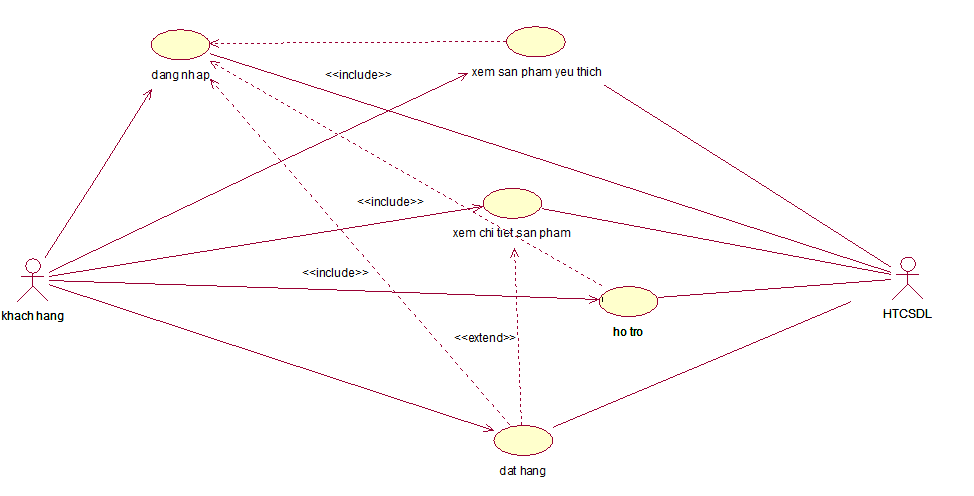 dang nhap
xem san pham yeu thich
<<include>>
<<include>>
xem chi tiet san pham
<<include>>
khach hang
HTCSDL
ho tro
<<extend>>
dat hang